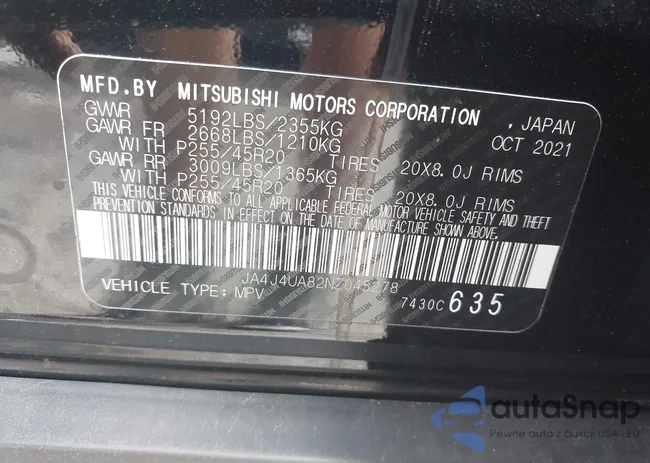 MFD.BY MITSUBISHI MOTORS CORPORATION , JAPAN
GVWR 5192LBS/2355KG OCT 2021
GAWR FR 2668LBS/1210KG
WITH P255/45R20 TIRES 20X8.0J RIMS
GAWR RR 3009LBS/1365KG
WITH P255/45R20 TIRES 20X8.0J RIMS
THIS VEHICLE CONFORMS TO ALL APPLICABLE FEDERAL MOTOR VEHICLE SAFETY AND THEFT
PREVENTION STANDARDS IN EFFECT ON THE DATE OF MANUFACTURE SHOWN ABOVE.
VEHICLE TYPE: MPV
7430C 635
autaSnap
Pewne auta z aukcji USA - EU